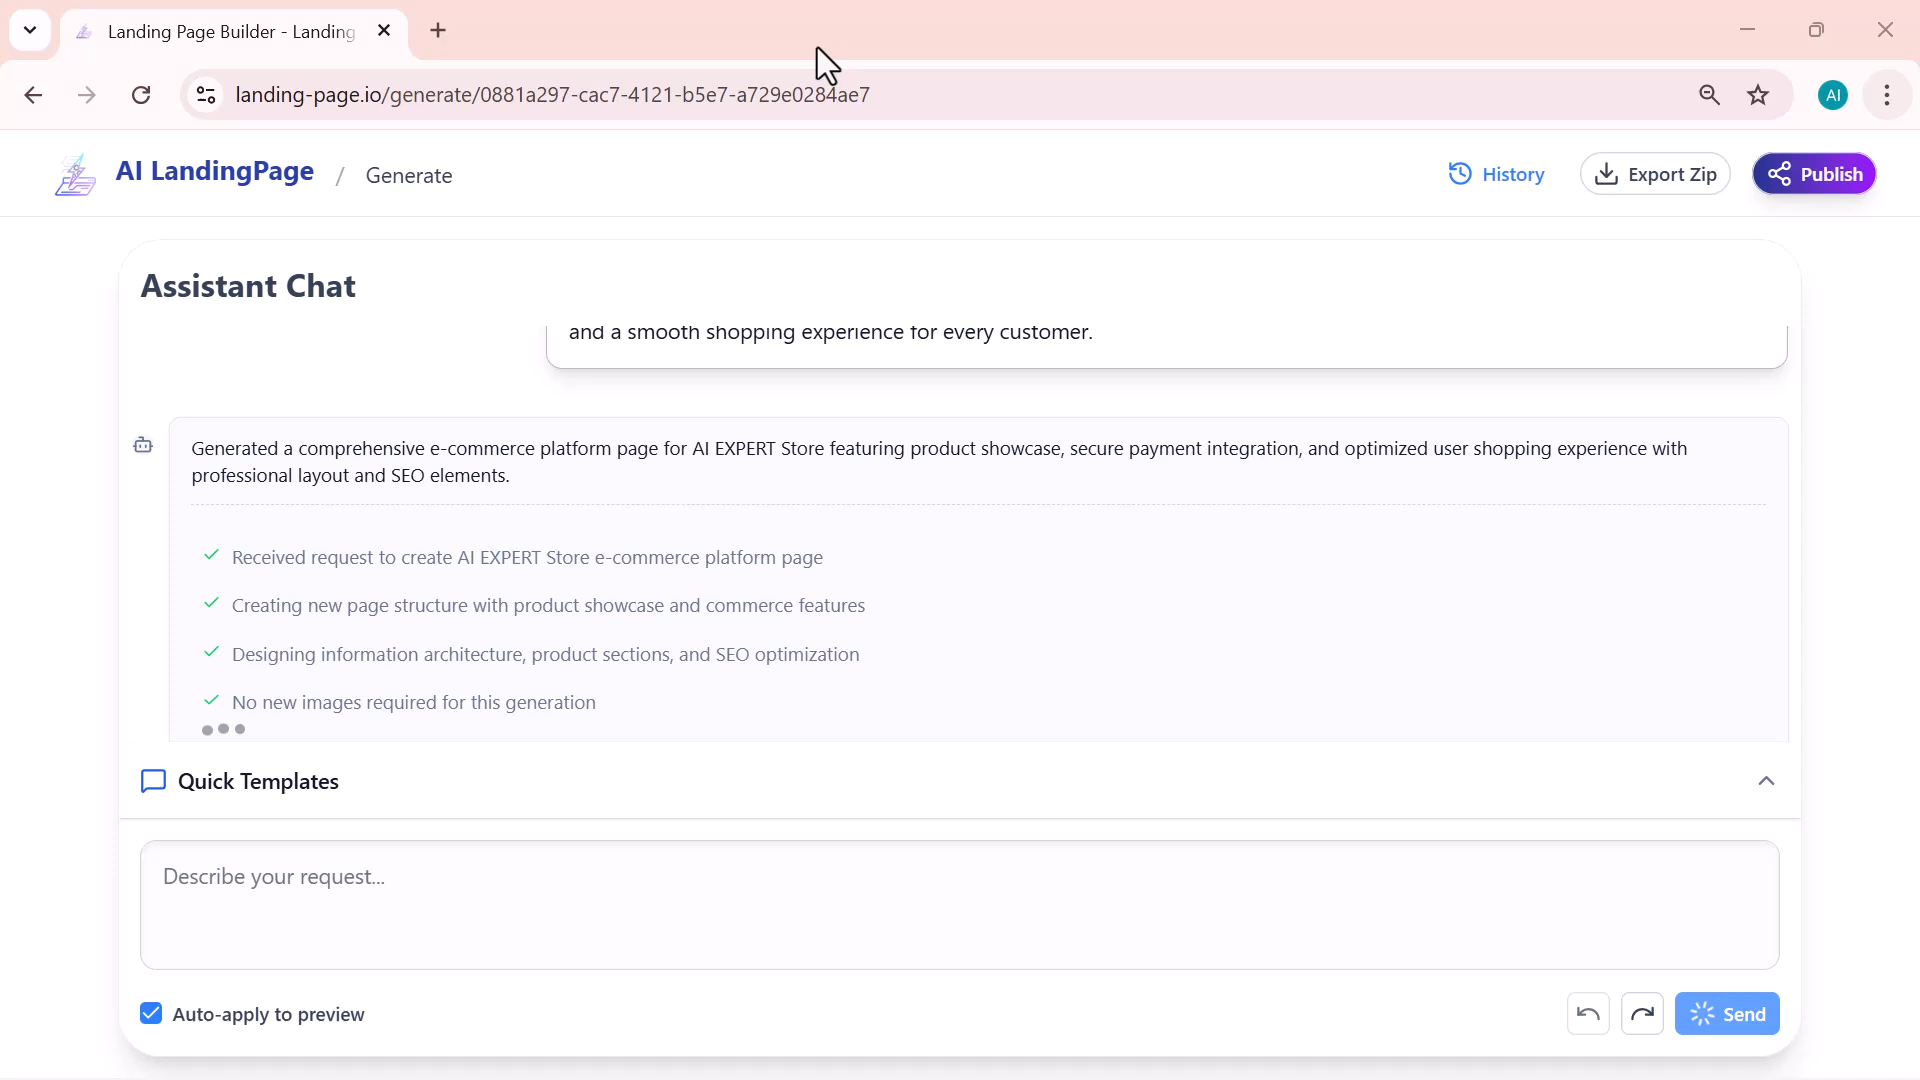 Landing Page Builder - Landing
landing-page.io/generate/0881a297-cac7-4121-b5e7-a729e0284ae7
AI
AI LandingPage / Generate
History
Export Zip
Publish
Assistant Chat
and a smooth shopping experience for every customer.
Generated a comprehensive e-commerce platform page for AI EXPERT Store featuring product showcase, secure payment integration, and optimized user shopping experience with
professional layout and SEO elements.
Received request to create AI EXPERT Store e-commerce platform page
Creating new page structure with product showcase and commerce features
Designing information architecture, product sections, and SEO optimization
No new images required for this generation
Quick Templates
Describe your request...
Auto-apply to preview
Send